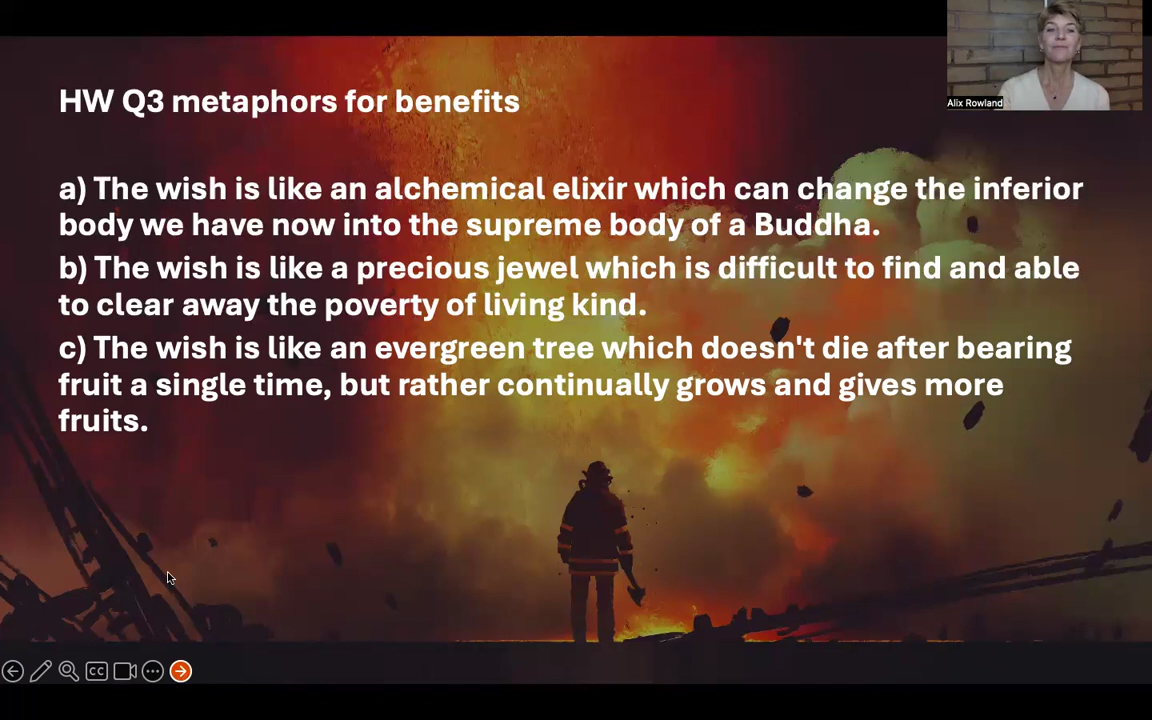 Alix Rowland
HW Q3 metaphors for benefits
a) The wish is like an alchemical elixir which can change the inferior
body we have now into the supreme body of a Buddha.
b) The wish is like a precious jewel which is difficult to find and able
to clear away the poverty of living kind.
c) The wish is like an evergreen tree which doesn't die after bearing
fruit a single time, but rather continually grows and gives more
fruits.
CC